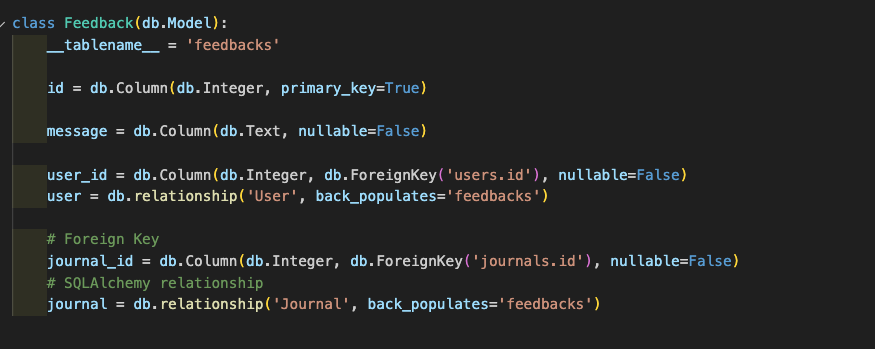 class Feedback(db.Model):
__tablename__ = 'feedbacks'
id = db.Column(db.Integer, primary_key=True)
message = db.Column(db.Text, nullable=False)
user_id = db.Column(db.Integer, db.ForeignKey('users.id'), nullable=False)
user = db.relationship('User', back_populates='feedbacks')
# Foreign Key
journal_id = db.Column(db.Integer, db.ForeignKey('journals.id'), nullable=False)
# SQLAlchemy relationship
journal = db.relationship('Journal', back_populates='feedbacks')